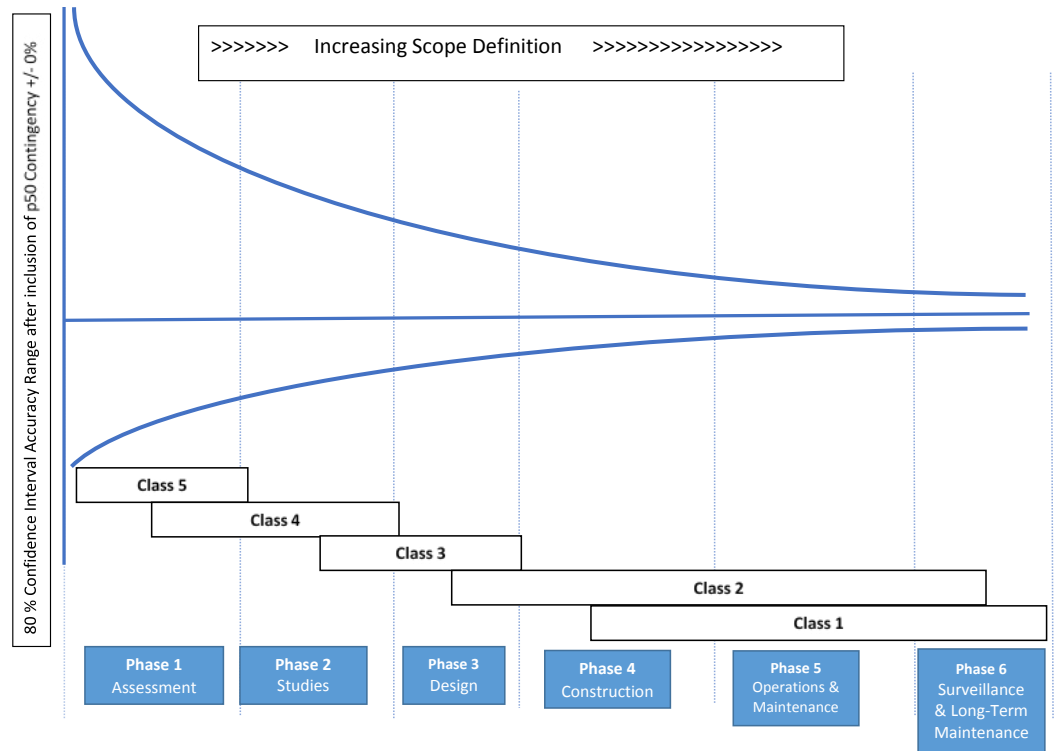 >>>>>>> Increasing Scope Definition >>>>>>>>>>>>>>>>>
80 % Confidence Interval Accuracy Range after inclusion of p50 Contingency +/- 0%
Class 5
Class 4
Class 3
Class 2
Class 1
Phase 1
Assessment
Phase 2
Studies
Phase 3
Design
Phase 4
Construction
Phase 5
Operations &
Maintenance
Phase 6
Surveillance
& Long-Term
Maintenance